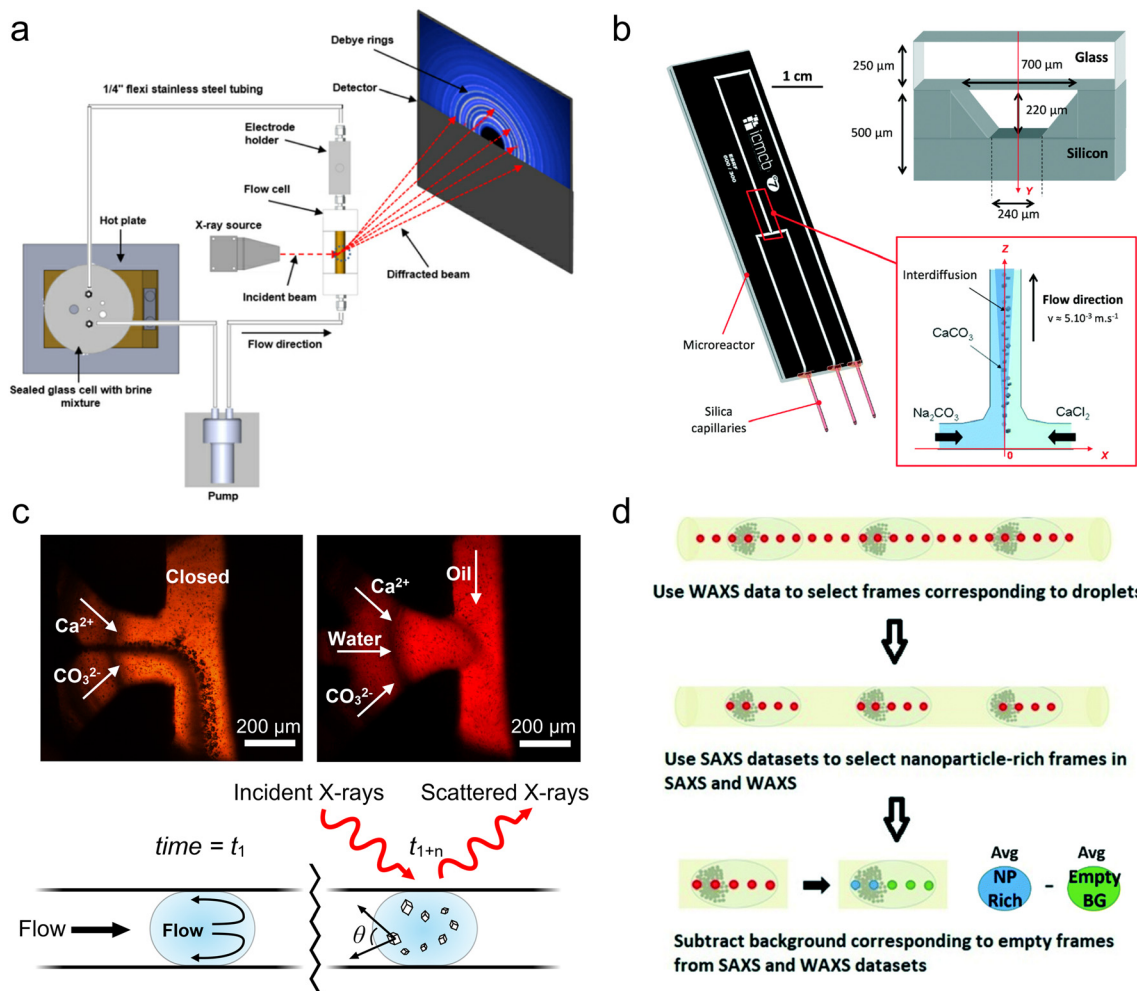 a
Debye rings
Detector
1/4" flexi stainless steel tubing
Electrode
holder
Flow cell
X-ray source
Hot plate
Incident beam
Diffracted beam
Flow direction
Sealed glass cell with brine
mixture
Pump
b
1 cm
icmcb
Microreactor
Silica
capillaries
Glass
250 µm
700 µm
220 µm
500 µm
Silicon
Y
240 µm
Z
Interdiffusion
Flow direction
v ≈ 5.10⁻³ m.s⁻¹
CaCO₃
Na₂CO₃
CaCl₂
0
X
c
Closed
Ca²⁺
CO₃²⁻
200 µm
Oil
Ca²⁺
Water
CO₃²⁻
200 µm
Incident X-rays
Scattered X-rays
time = t₁
t₁₊ₙ
Flow
Flow
θ
d
Use WAXS data to select frames corresponding to droplets
Use SAXS datasets to select nanoparticle-rich frames in
SAXS and WAXS
Avg
NP
Rich
-
Avg
Empty
BG
Subtract background corresponding to empty frames
from SAXS and WAXS datasets